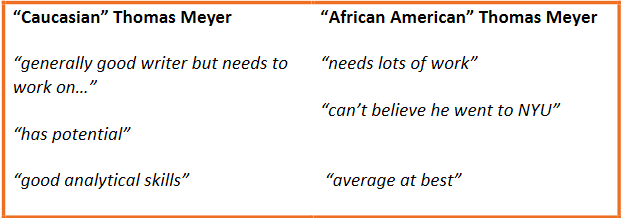 “Caucasian” Thomas Meyer
“generally good writer but needs to
work on…”
“has potential”
“good analytical skills”
“African American” Thomas Meyer
“needs lots of work”
“can’t believe he went to NYU”
“average at best”